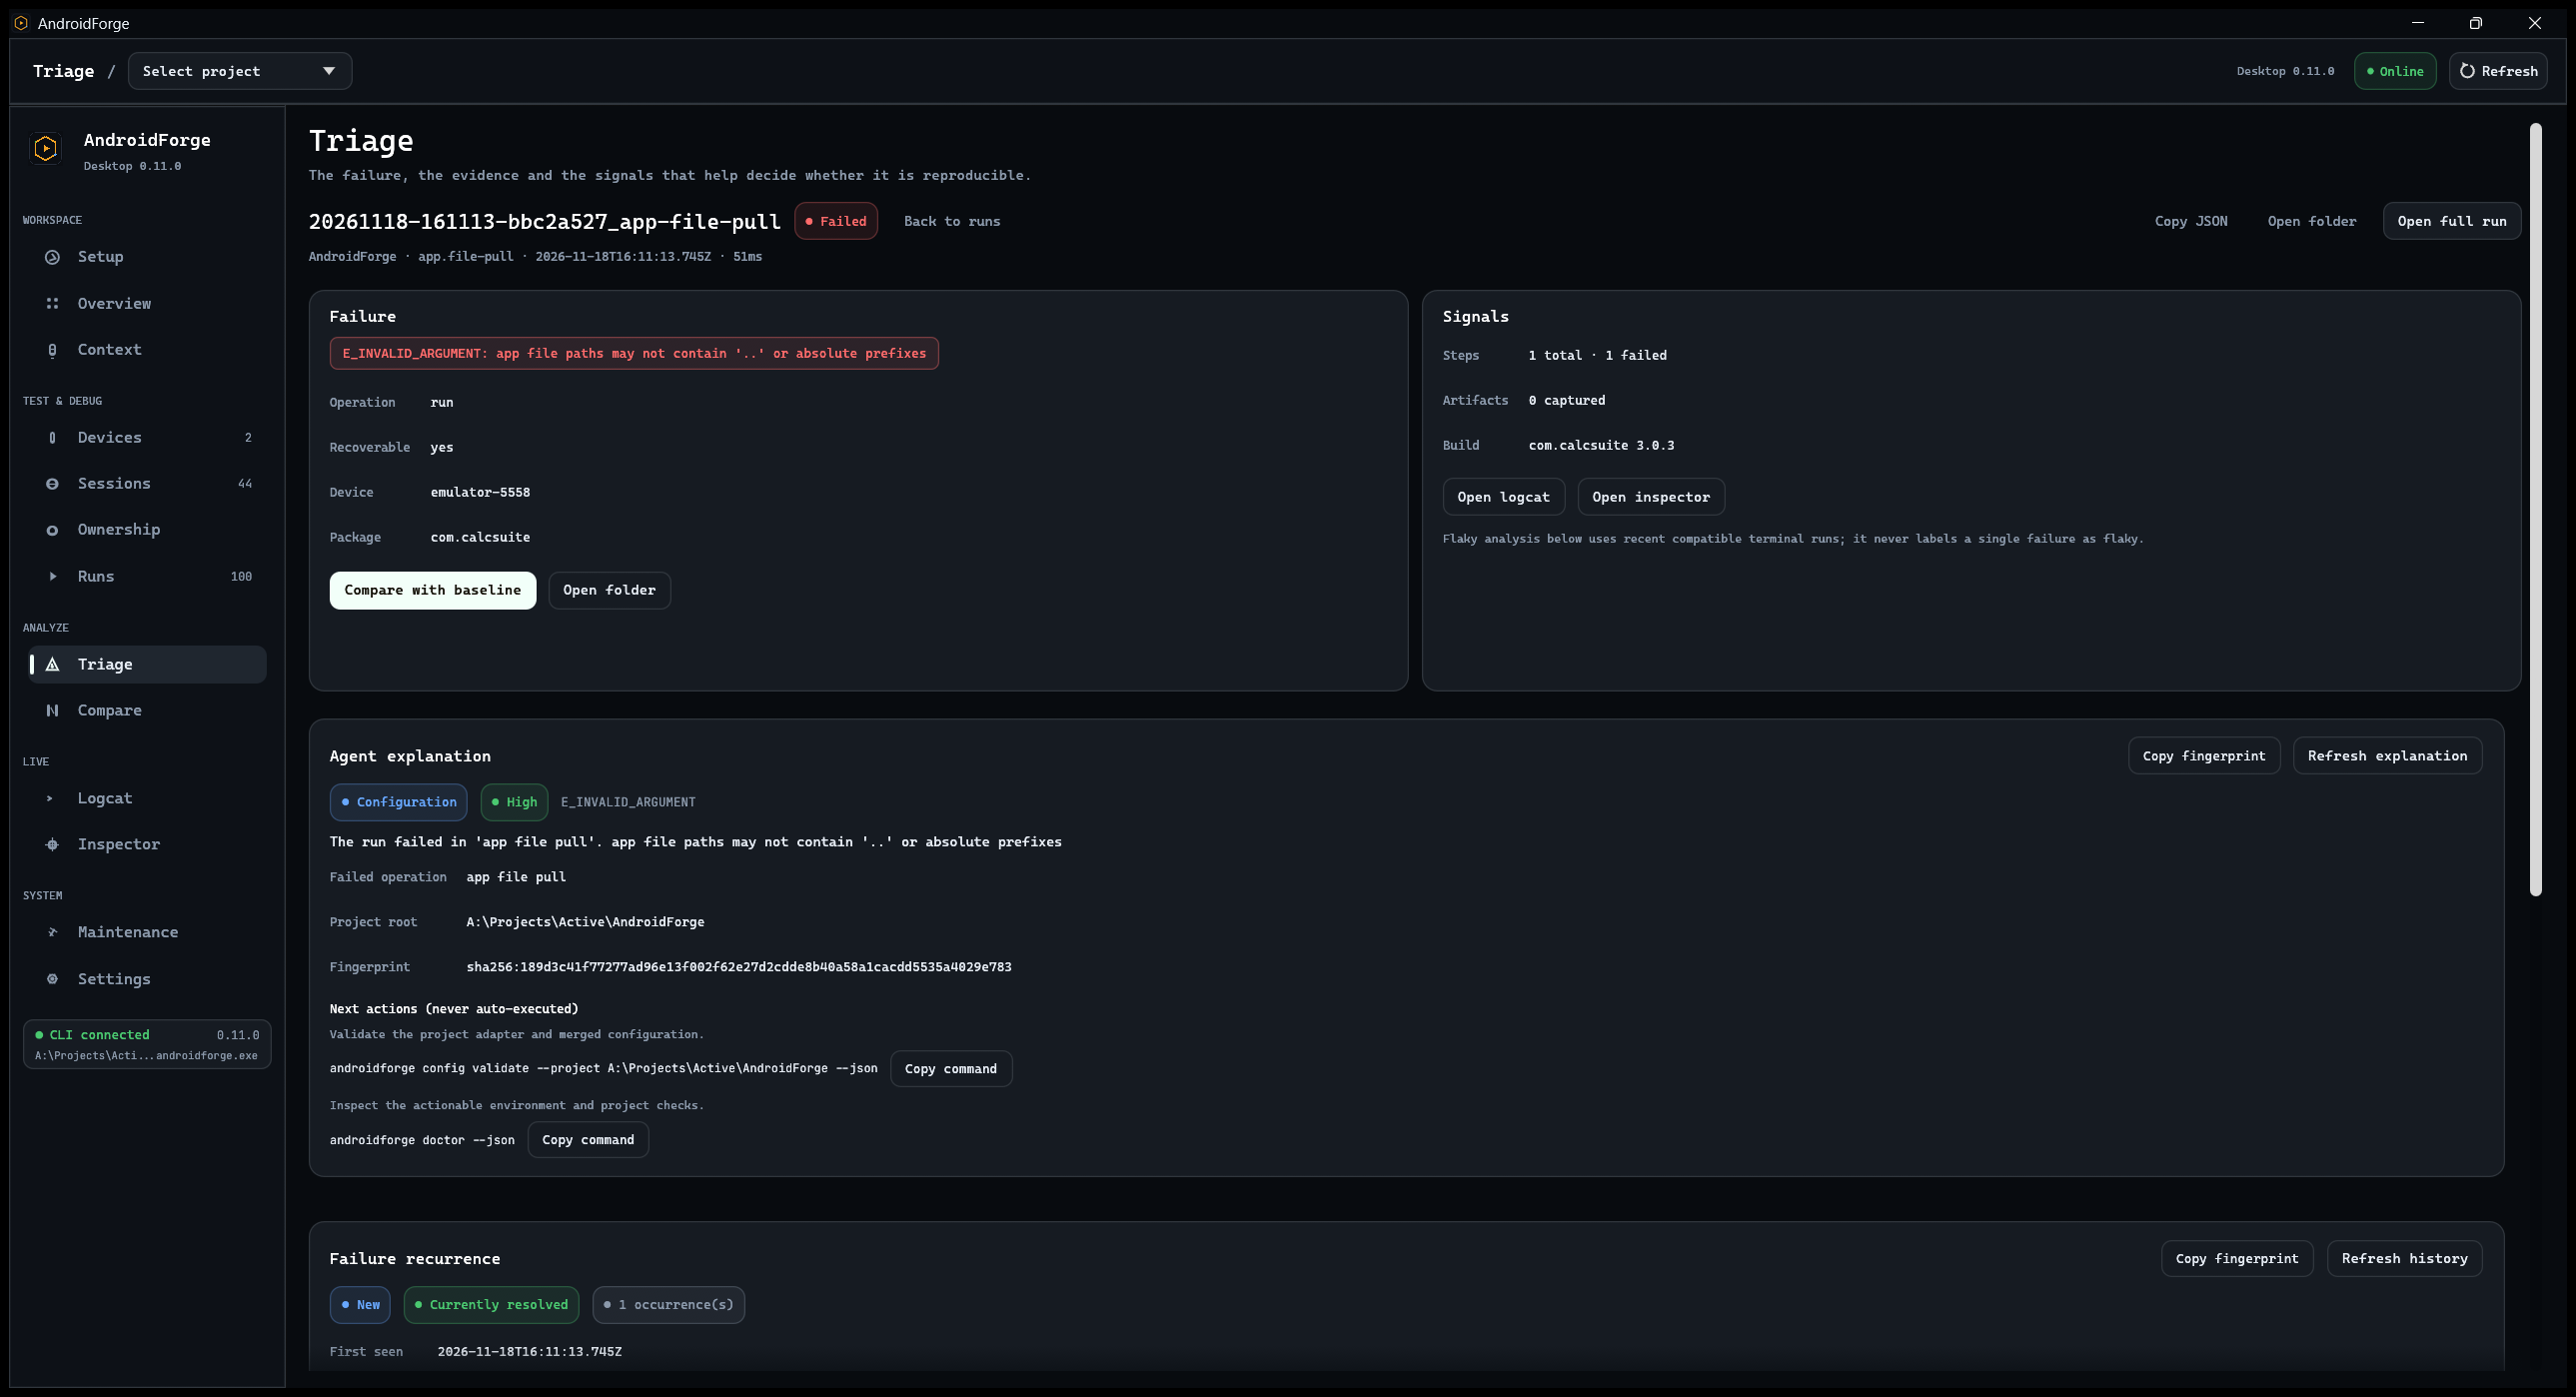 AndroidForge
Triage / Select project
Desktop 0.11.0 Online Refresh
AndroidForge
Desktop 0.11.0
WORKSPACE
Setup
Overview
Context
TEST & DEBUG
Devices 2
Sessions 44
Ownership
Runs 100
ANALYZE
Triage
Compare
LIVE
Logcat
Inspector
SYSTEM
Maintenance
Settings
CLI connected 0.11.0
A:\Projects\Acti...androidforge.exe
Triage
The failure, the evidence and the signals that help decide whether it is reproducible.
20261118-161113-bbc2a527_app-file-pull Failed Back to runs
Copy JSON Open folder Open full run
AndroidForge · app.file-pull · 2026-11-18T16:11:13.745Z · 51ms
Failure
E_INVALID_ARGUMENT: app file paths may not contain '..' or absolute prefixes
Operation run
Recoverable yes
Device emulator-5558
Package com.calcsuite
Compare with baseline Open folder
Signals
Steps 1 total · 1 failed
Artifacts 0 captured
Build com.calcsuite 3.0.3
Open logcat Open inspector
Flaky analysis below uses recent compatible terminal runs; it never labels a single failure as flaky.
Agent explanation
Copy fingerprint Refresh explanation
Configuration High E_INVALID_ARGUMENT
The run failed in 'app file pull'. app file paths may not contain '..' or absolute prefixes
Failed operation app file pull
Project root A:\Projects\Active\AndroidForge
Fingerprint sha256:189d3c41f77277ad96e13f002f62e27d2cdde8b40a58a1cacdd5535a4029e783
Next actions (never auto-executed)
Validate the project adapter and merged configuration.
androidforge config validate --project A:\Projects\Active\AndroidForge --json Copy command
Inspect the actionable environment and project checks.
androidforge doctor --json Copy command
Failure recurrence
Copy fingerprint Refresh history
New Currently resolved 1 occurrence(s)
First seen 2026-11-18T16:11:13.745Z